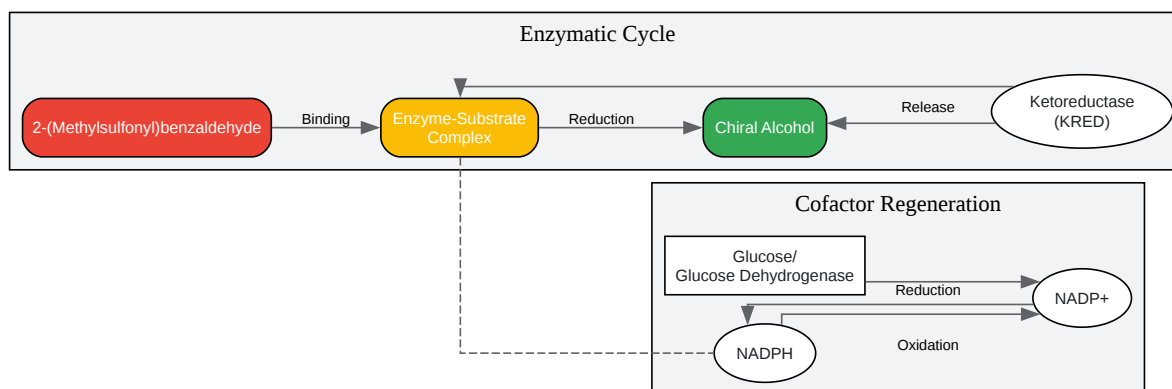 Enzymatic Cycle
2-(Methylsulfonyl)benzaldehyde
Binding
Enzyme-Substrate
Complex
Reduction
Chiral Alcohol
Release
Ketoreductase
(KRED)
Cofactor Regeneration
Glucose/
Glucose Dehydrogenase
Reduction
NADP+
NADPH
Oxidation